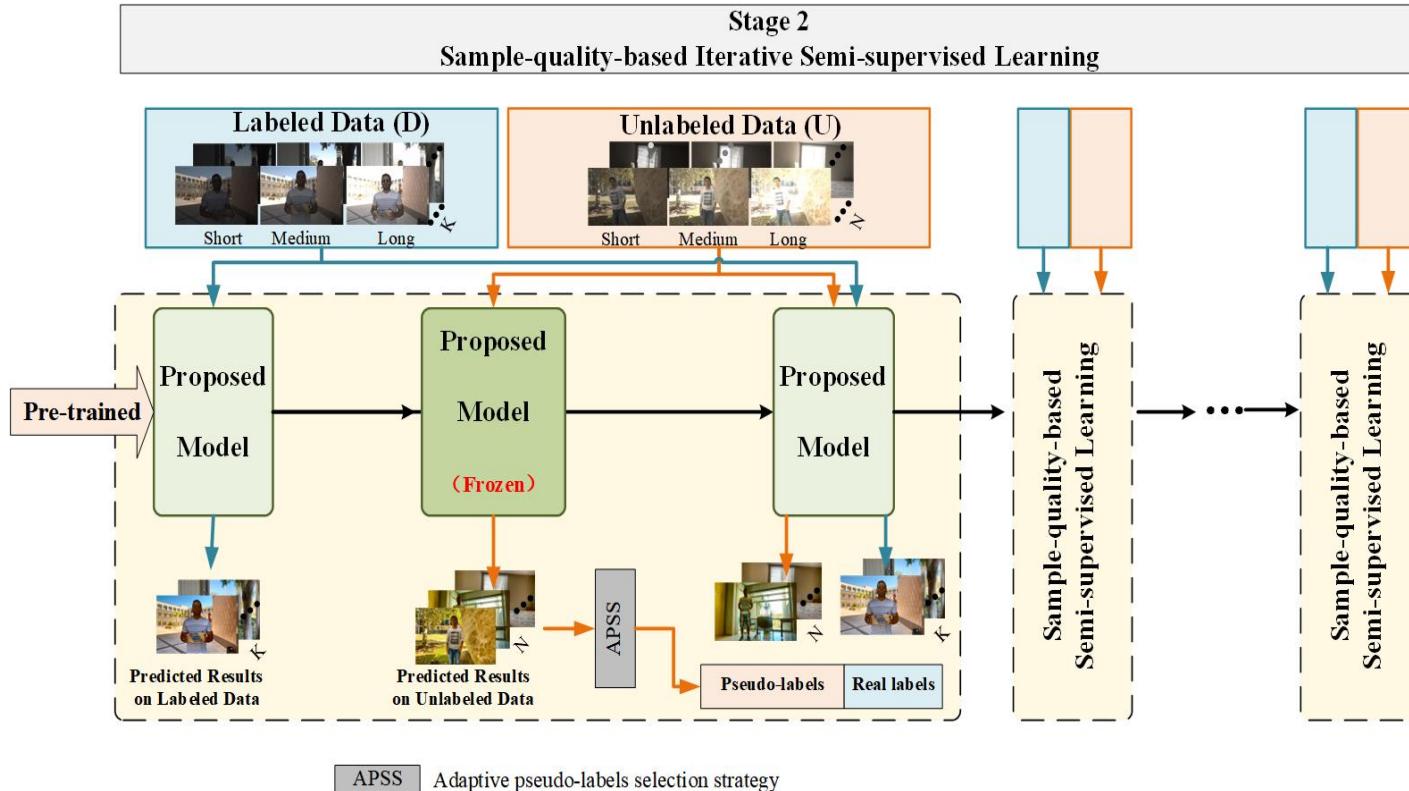 Stage 2
Sample-quality-based Iterative Semi-supervised Learning
Labeled Data (D)
Short Medium Long
K
Unlabeled Data (U)
Short Medium Long
N
Pre-trained
Proposed
Model
Proposed
Model
（Frozen）
Proposed
Model
K
Predicted Results
on Labeled Data
N
Predicted Results
on Unlabeled Data
APSS
N
K
Pseudo-labels
Real labels
Sample-quality-based
Semi-supervised Learning
Sample-quality-based
Semi-supervised Learning
APSS Adaptive pseudo-labels selection strategy